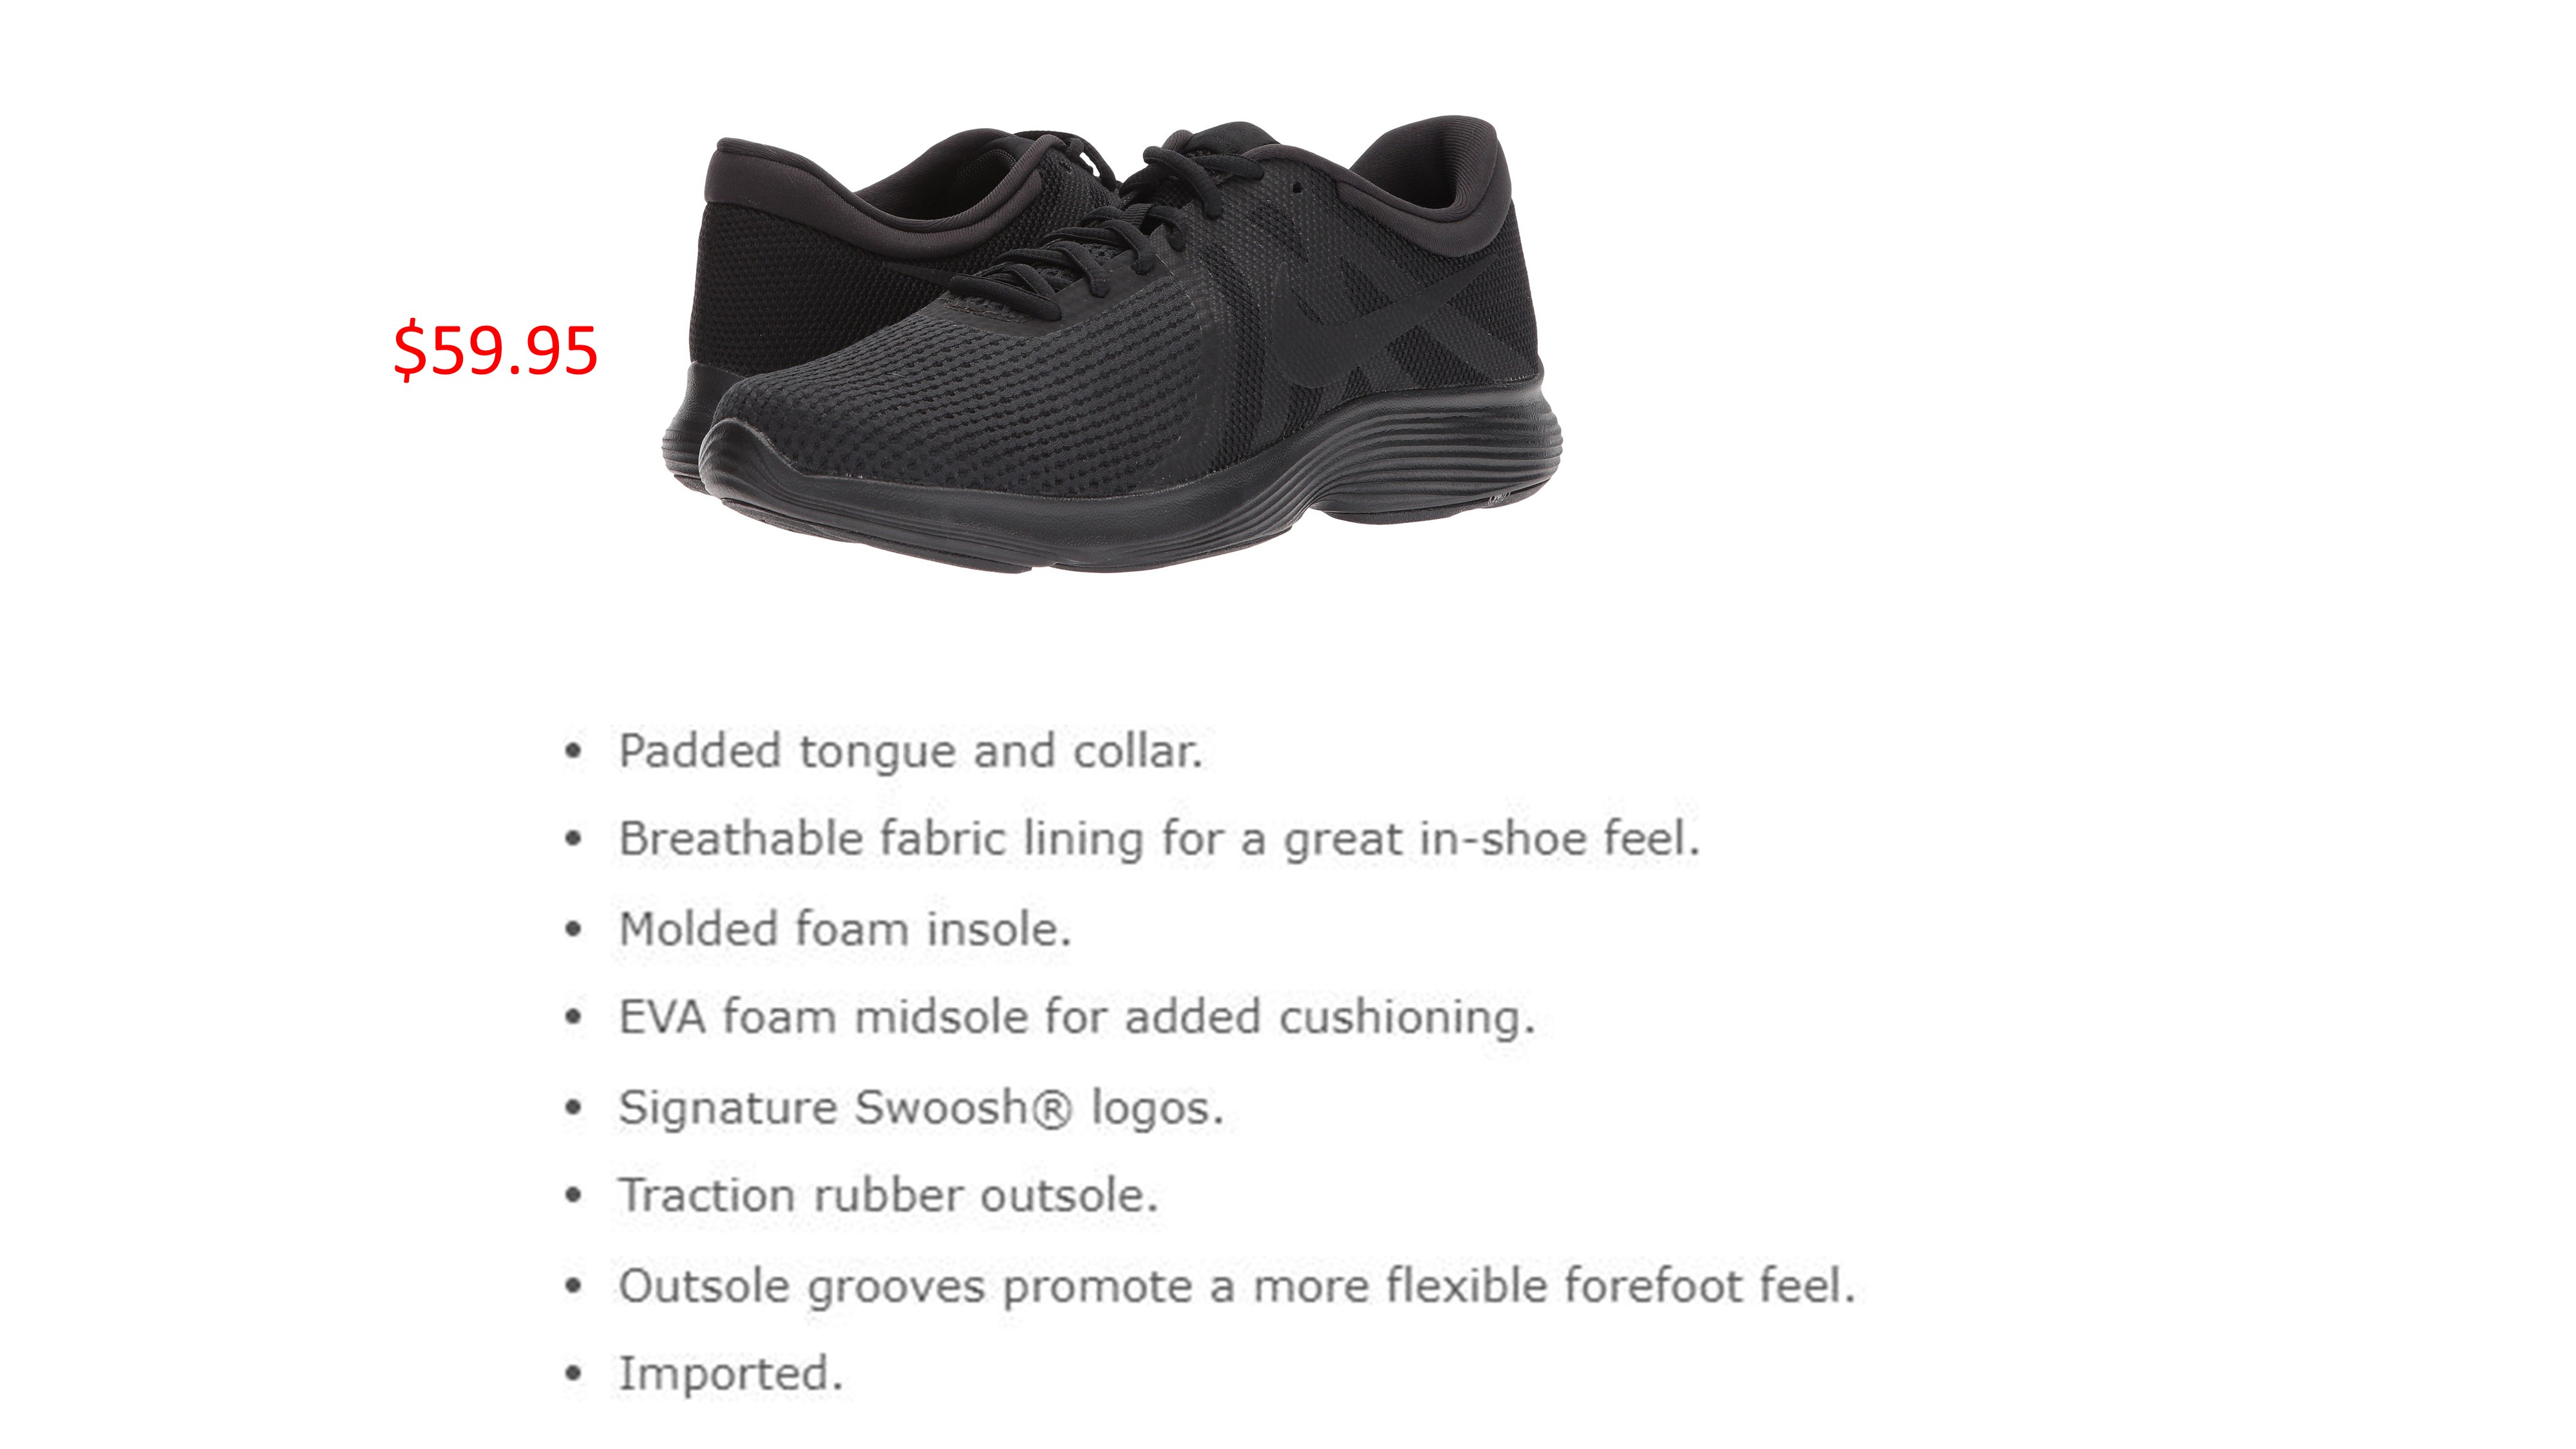 $59.95
• Padded tongue and collar.
• Breathable fabric lining for a great in-shoe feel.
• Molded foam insole.
• EVA foam midsole for added cushioning.
• Signature Swoosh® logos.
• Traction rubber outsole.
• Outsole grooves promote a more flexible forefoot feel.
• Imported.